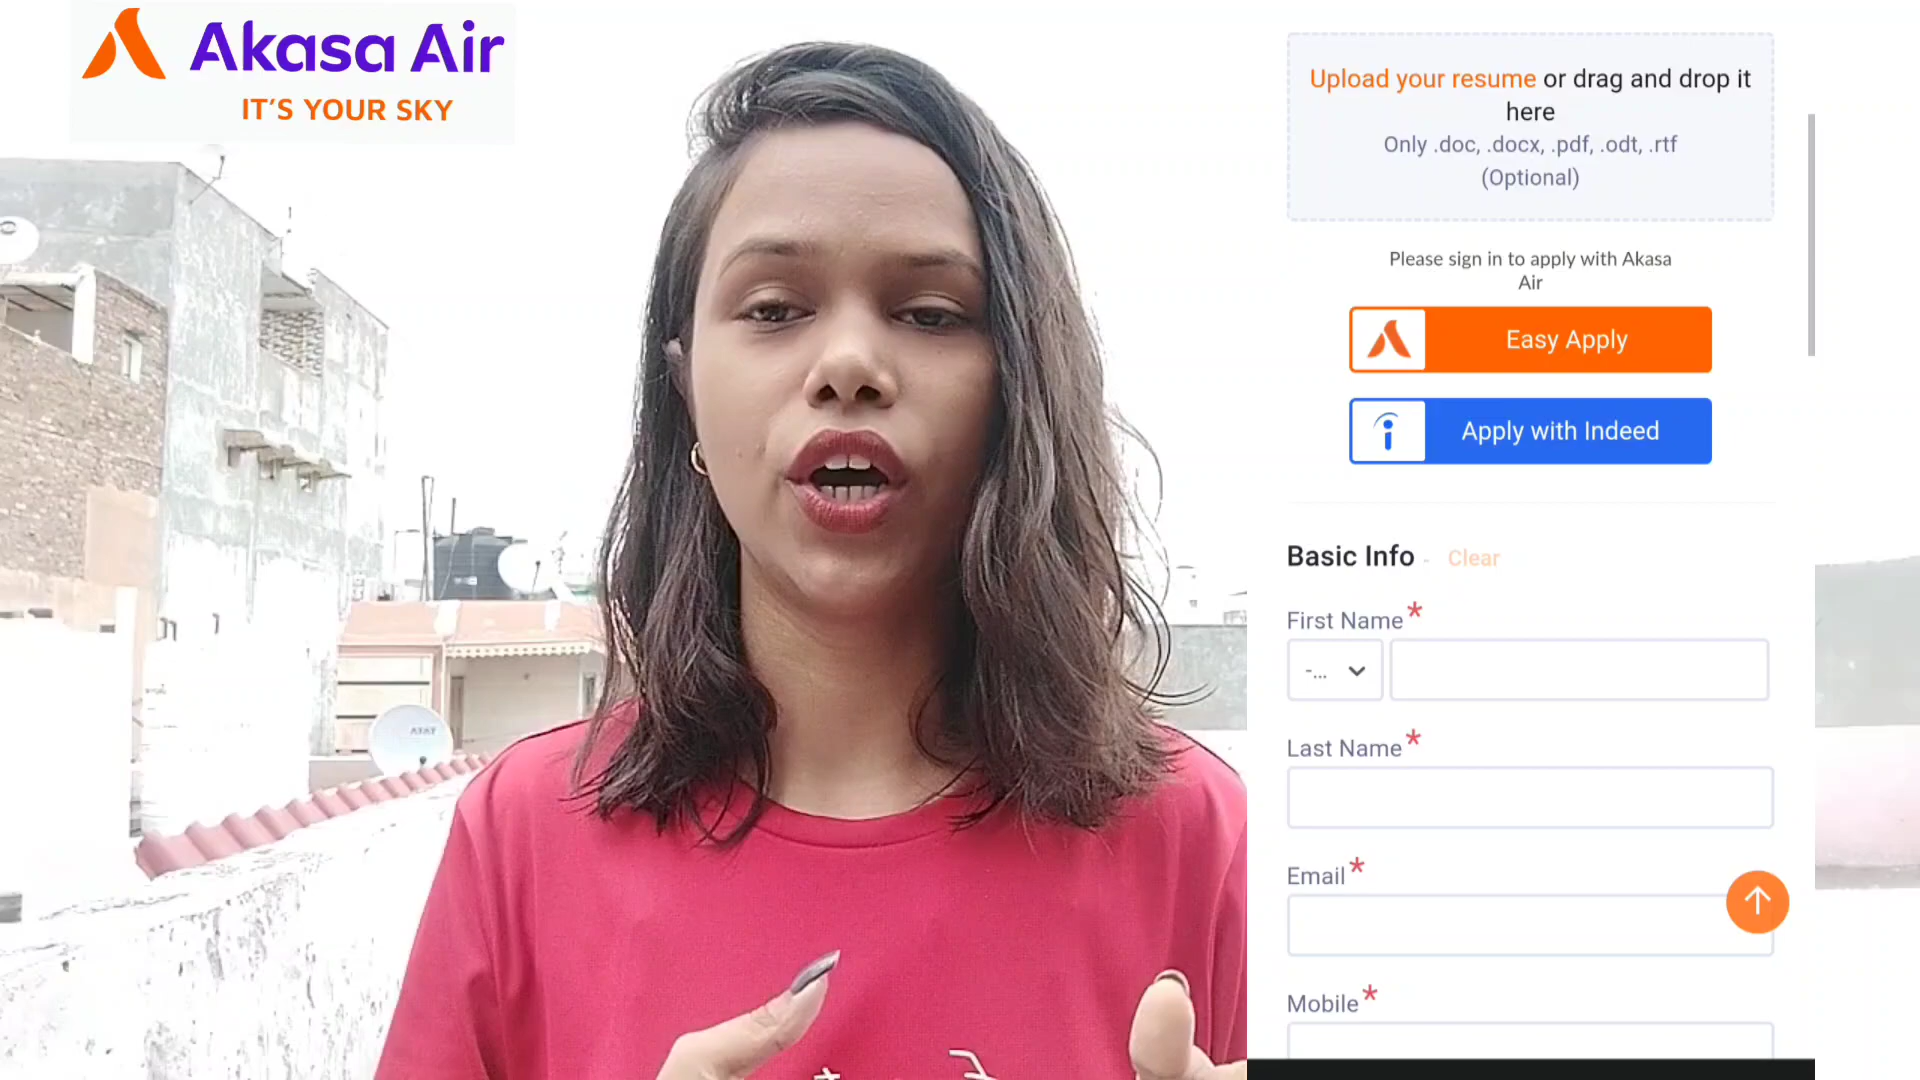 Akasa Air
IT'S YOUR SKY
Upload your resume or drag and drop it
here
Only .doc, .docx, .pdf, .odt, .rtf
(Optional)
Please sign in to apply with Akasa
Air
Easy Apply
Apply with Indeed
Basic Info - Clear
First Name*
-...
Last Name*
Email*
Mobile*